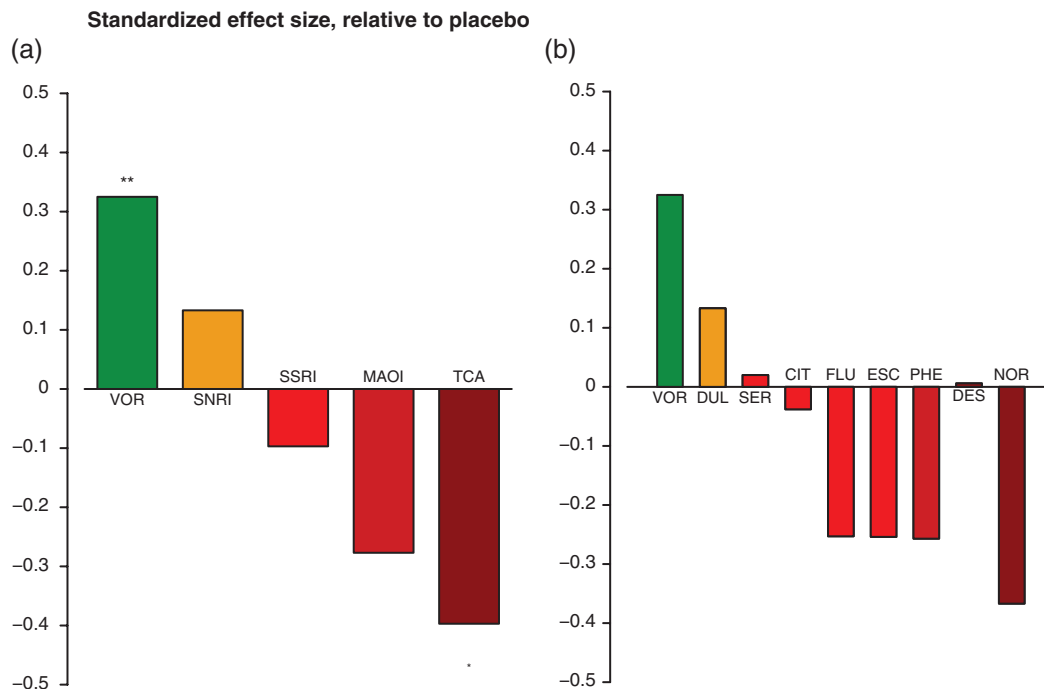 Standardized effect size, relative to placebo
(a)
0.5
0.4
0.3
0.2
0.1
0
−0.1
−0.2
−0.3
−0.4
−0.5
**
VOR
SNRI
SSRI
MAOI
TCA
*
(b)
0.5
0.4
0.3
0.2
0.1
0
−0.1
−0.2
−0.3
−0.4
−0.5
VOR
DUL
SER
CIT
FLU
ESC
PHE
DES
NOR